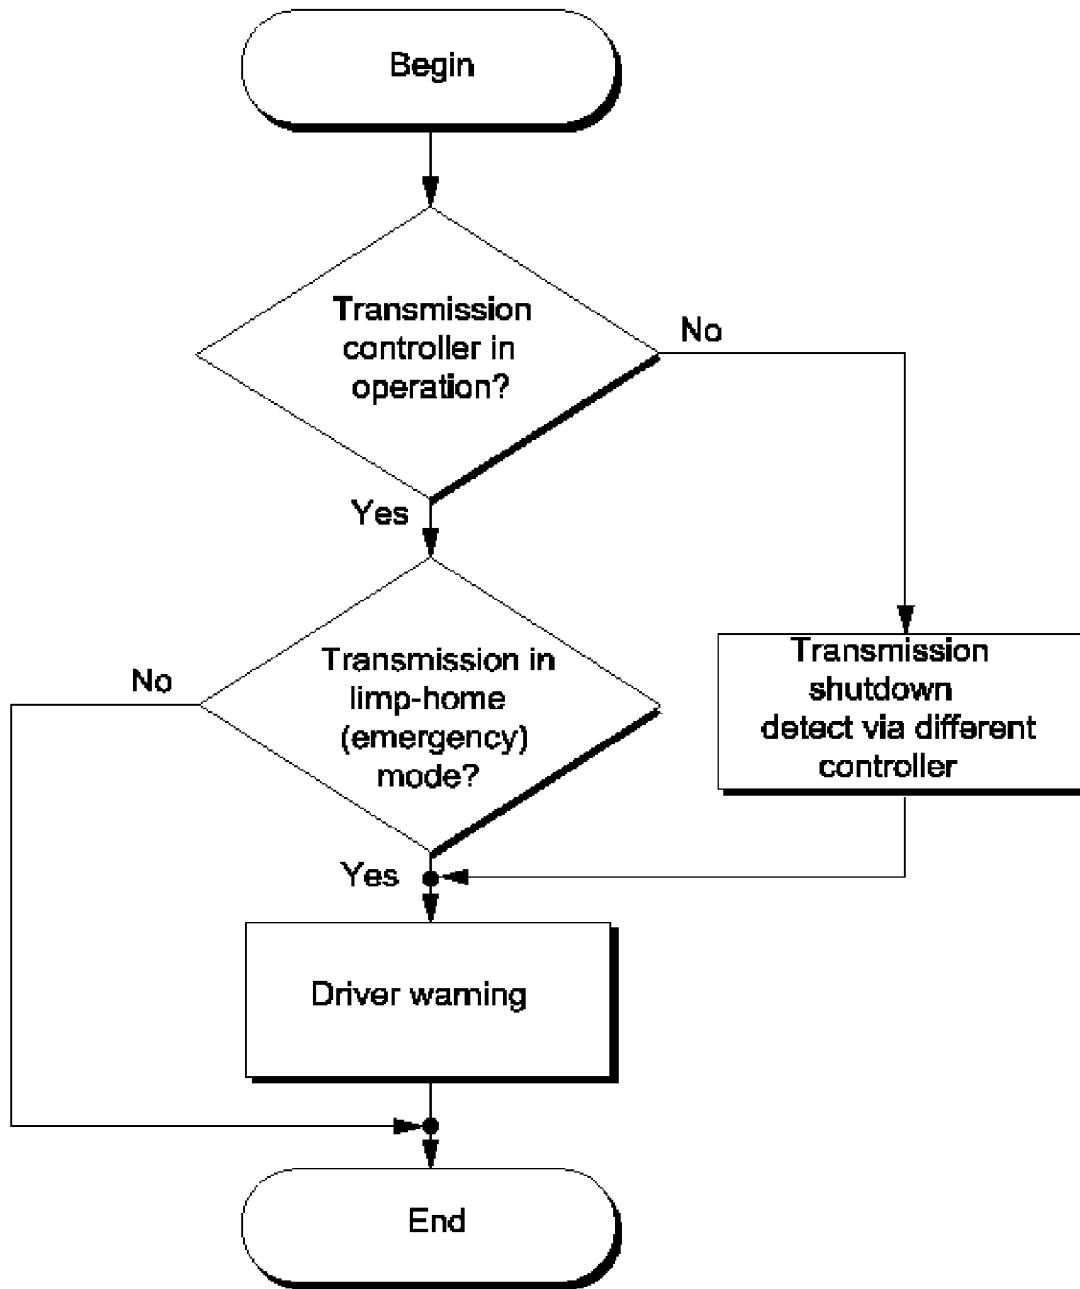 Begin
Transmission
controller in
operation?
No
Yes
Transmission in
limp-home
(emergency)
mode?
No
Yes
Transmission
shutdown
detect via different
controller
Driver warning
End